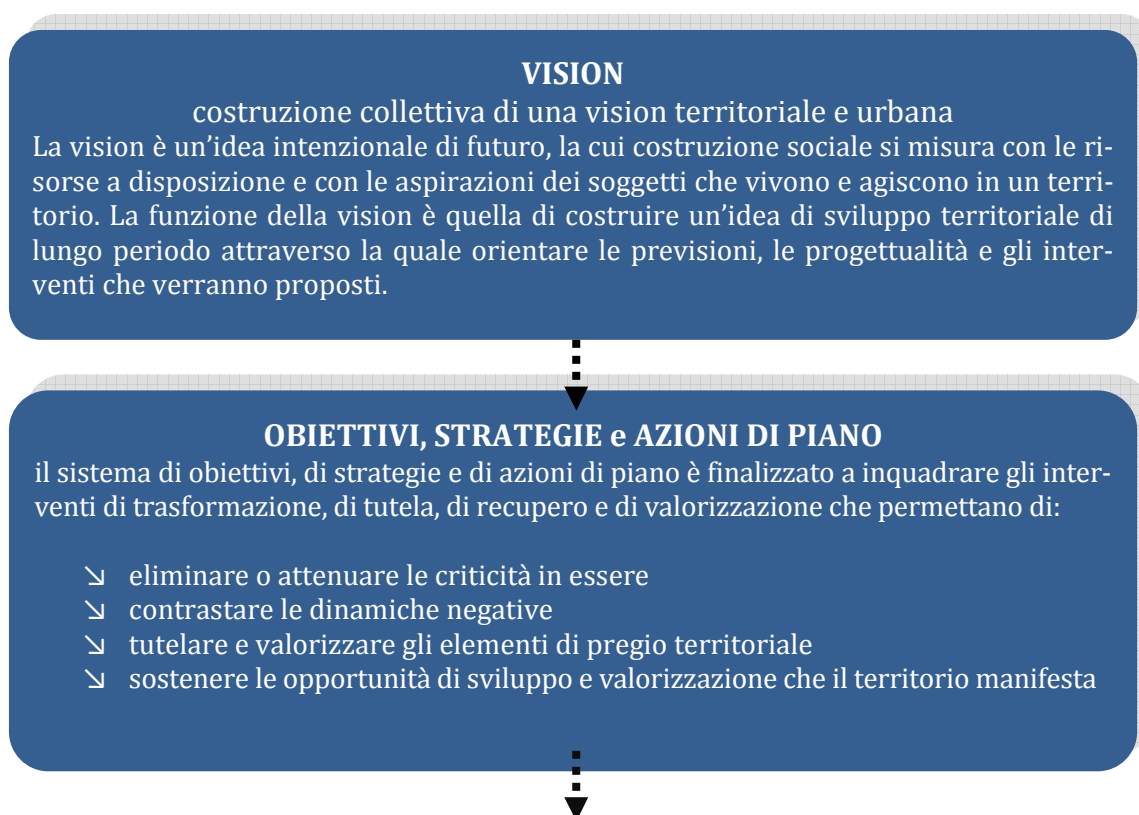 VISION
costruzione collettiva di una vision territoriale e urbana
La vision è un’idea intenzionale di futuro, la cui costruzione sociale si misura con le ri-
sorse a disposizione e con le aspirazioni dei soggetti che vivono e agiscono in un terri-
torio. La funzione della vision è quella di costruire un’idea di sviluppo territoriale di
lungo periodo attraverso la quale orientare le previsioni, le progettualità e gli inter-
venti che verranno proposti.
OBIETTIVI, STRATEGIE e AZIONI DI PIANO
il sistema di obiettivi, di strategie e di azioni di piano è finalizzato a inquadrare gli inter-
venti di trasformazione, di tutela, di recupero e di valorizzazione che permettano di:
↘ eliminare o attenuare le criticità in essere
↘ contrastare le dinamiche negative
↘ tutelare e valorizzare gli elementi di pregio territoriale
↘ sostenere le opportunità di sviluppo e valorizzazione che il territorio manifesta